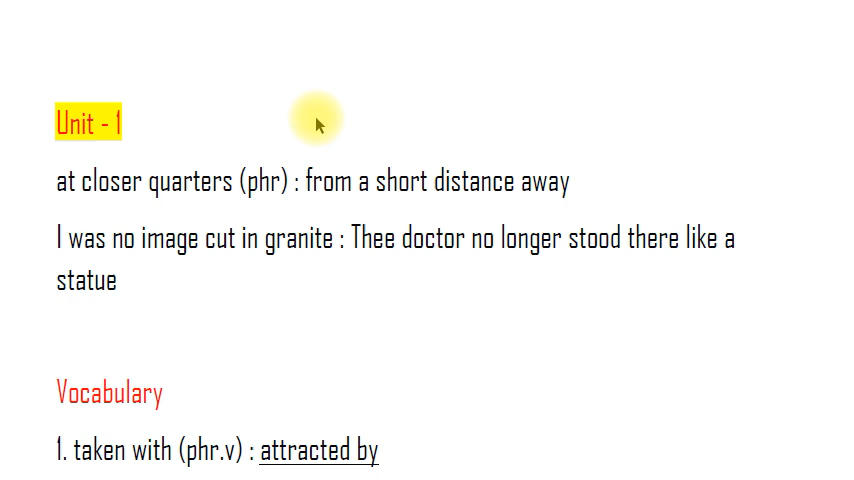 Unit - 1
at closer quarters (phr) : from a short distance away
I was no image cut in granite : Thee doctor no longer stood there like a
statue
Vocabulary
1. taken with (phr.v) : attracted by